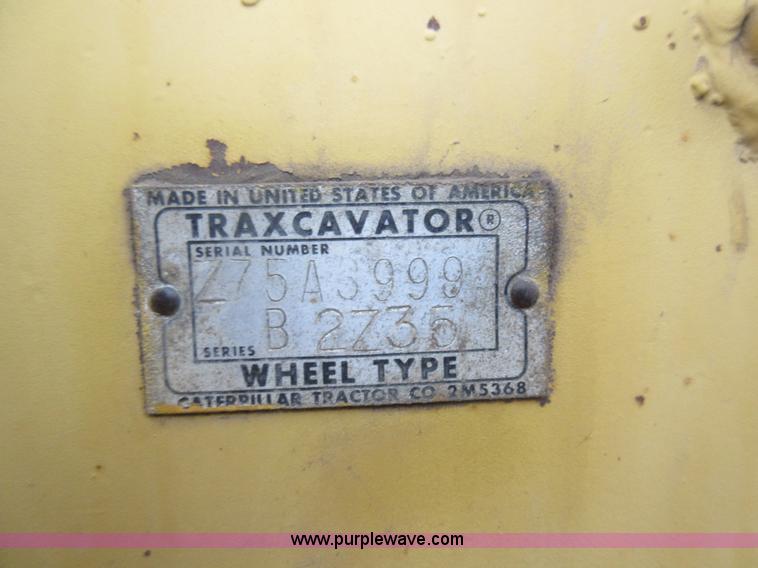 MADE IN UNITED STATES OF AMERICA
TRAXCAVATOR®
SERIAL NUMBER
75A3999
B 2Z35
SERIES
WHEEL TYPE
CATERPILLAR TRACTOR CO 2M5368
www.purplewave.com